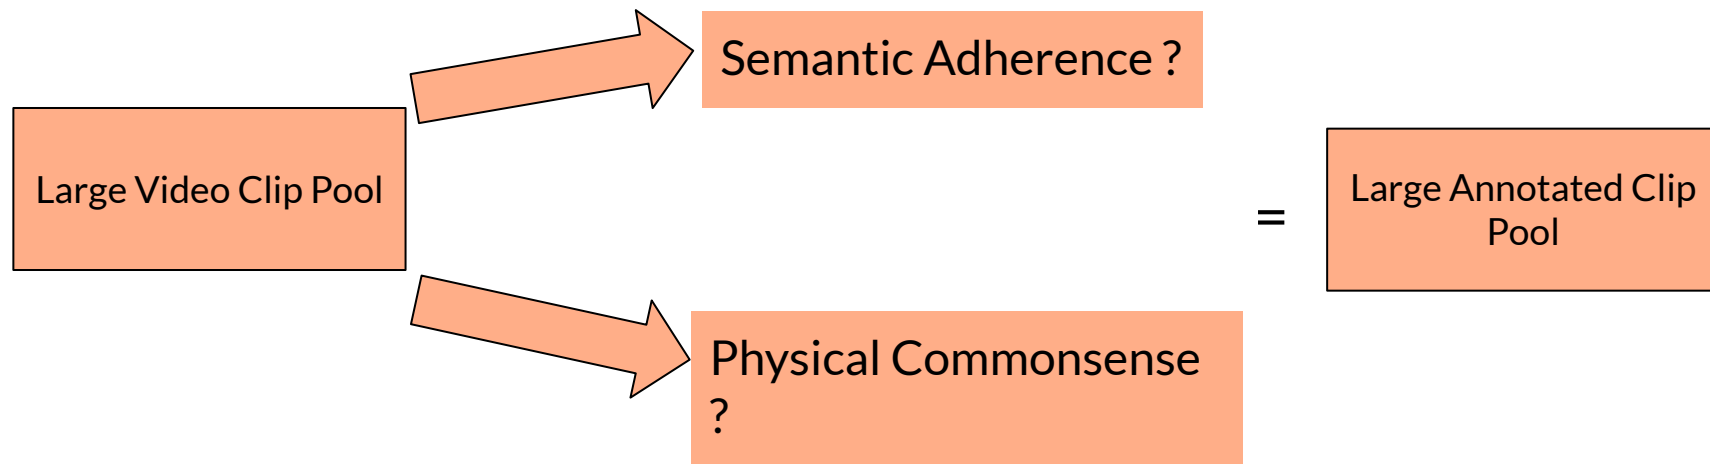 Semantic Adherence ?
Large Video Clip Pool
=
Large Annotated Clip
Pool
Physical Commonsense
?